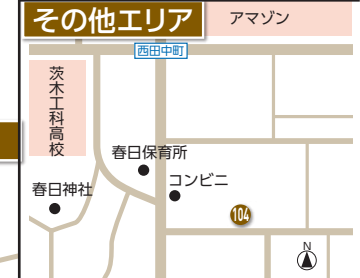 その他エリア
アマゾン
西田中町
茨木工科高校
春日保育所
コンビニ
春日神社
104
N